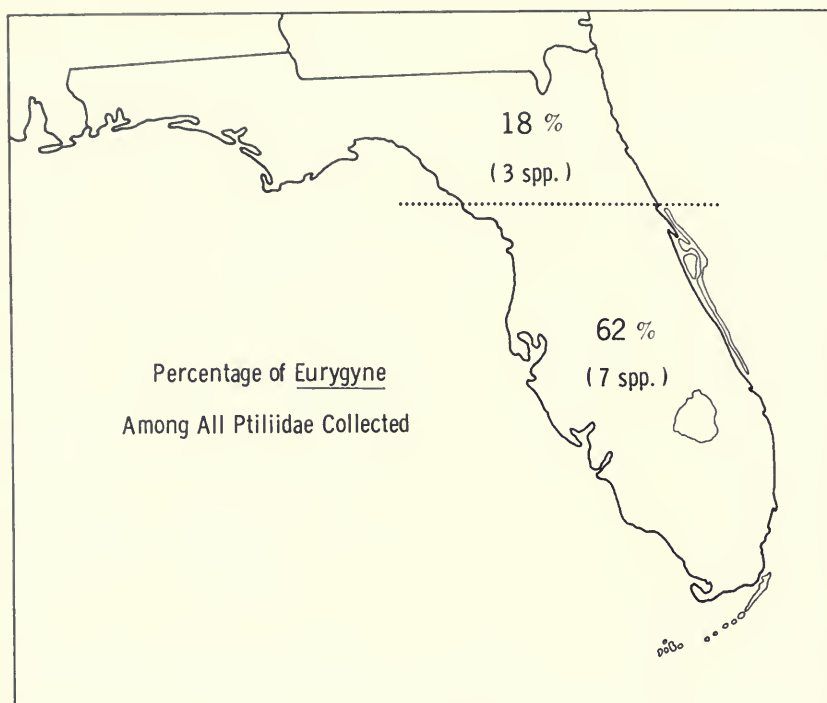 18 %
(3 spp.)
62 %
(7 spp.)
Percentage of Eurygyne
Among All Ptiliidae Collected